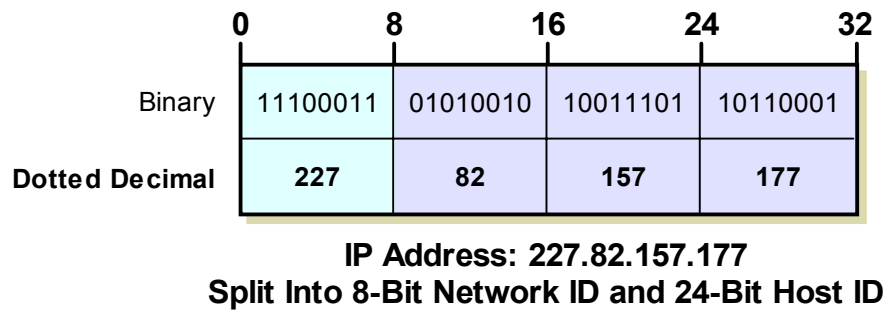 0 8 16 24 32
Binary 11100011 01010010 10011101 10110001
Dotted Decimal 227 82 157 177
IP Address: 227.82.157.177
Split Into 8-Bit Network ID and 24-Bit Host ID